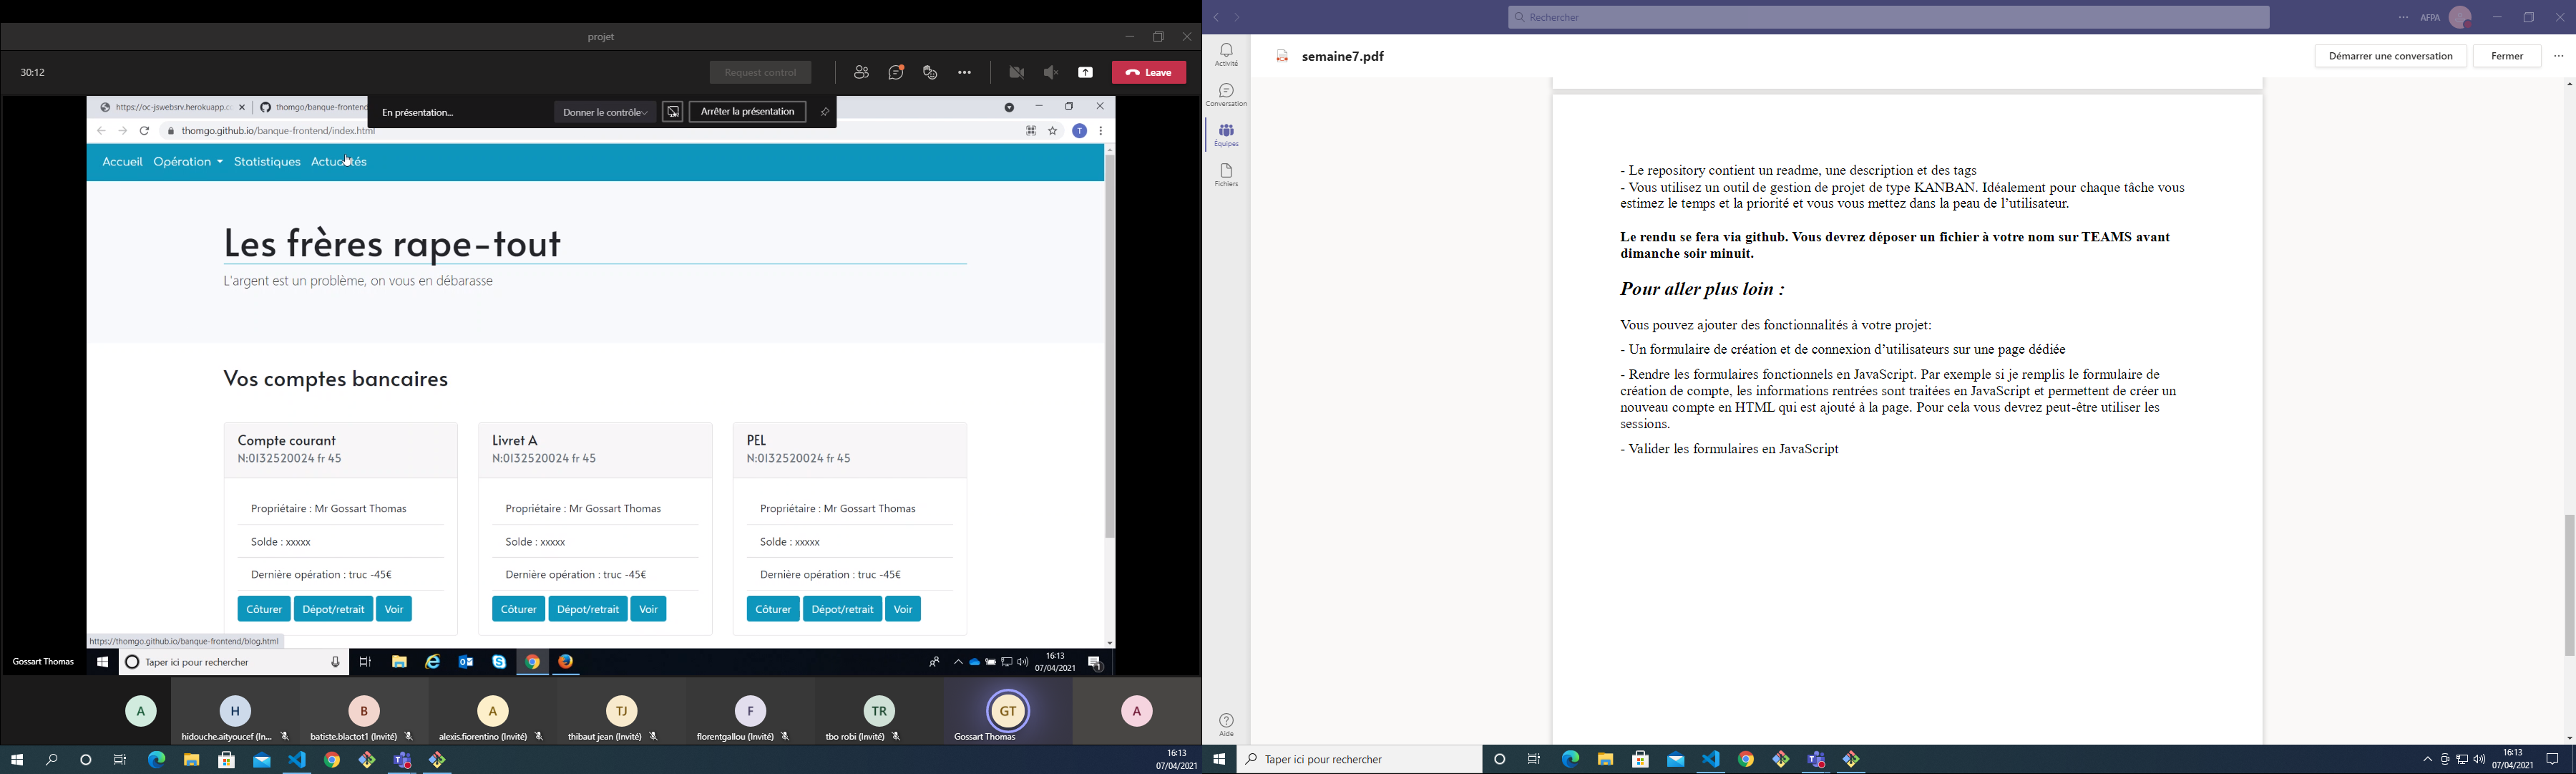 projet
30:12
Request control
Leave
https://oc-jswebsrv.herokuapp.c
thomgo/banque-frontend
En présentation...
Donner le contrôle
Arrêter la présentation
thomgo.github.io/banque-frontend/index.html
T
Accueil
Opération
Statistiques
Actualités
Les frères rape-tout
L'argent est un problème, on vous en débarasse
Vos comptes bancaires
Compte courant
N:0132520024 fr 45
Propriétaire : Mr Gossart Thomas
Solde : xxxxx
Dernière opération : truc -45€
Côturer
Dépot/retrait
Voir
Livret A
N:0132520024 fr 45
Propriétaire : Mr Gossart Thomas
Solde : xxxxx
Dernière opération : truc -45€
Côturer
Dépot/retrait
Voir
PEL
N:0132520024 fr 45
Propriétaire : Mr Gossart Thomas
Solde : xxxxx
Dernière opération : truc -45€
Côturer
Dépot/retrait
Voir
https://thomgo.github.io/banque-frontend/blog.html
Gossart Thomas
Taper ici pour rechercher
16:13
07/04/2021
1
A
H
hidouche.aityoucef (In...
B
batiste.blactot1 (Invité)
A
alexis.fiorentino (Invité)
TJ
thibaut jean (Invité)
F
florentgallou (Invité)
TR
tbo robi (Invité)
GT
Gossart Thomas
A
16:13
07/04/2021
Rechercher
AFPA
Activité
Conversation
Équipes
Fichiers
Aide
semaine7.pdf
Démarrer une conversation
Fermer
- Le repository contient un readme, une description et des tags
- Vous utilisez un outil de gestion de projet de type KANBAN. Idéalement pour chaque tâche vous
estimez le temps et la priorité et vous vous mettez dans la peau de l'utilisateur.
Le rendu se fera via github. Vous devrez déposer un fichier à votre nom sur TEAMS avant
dimanche soir minuit.
Pour aller plus loin :
Vous pouvez ajouter des fonctionnalités à votre projet:
- Un formulaire de création et de connexion d'utilisateurs sur une page dédiée
- Rendre les formulaires fonctionnels en JavaScript. Par exemple si je remplis le formulaire de
création de compte, les informations rentrées sont traitées en JavaScript et permettent de créer un
nouveau compte en HTML qui est ajouté à la page. Pour cela vous devrez peut-être utiliser les
sessions.
- Valider les formulaires en JavaScript
Taper ici pour rechercher
16:13
07/04/2021